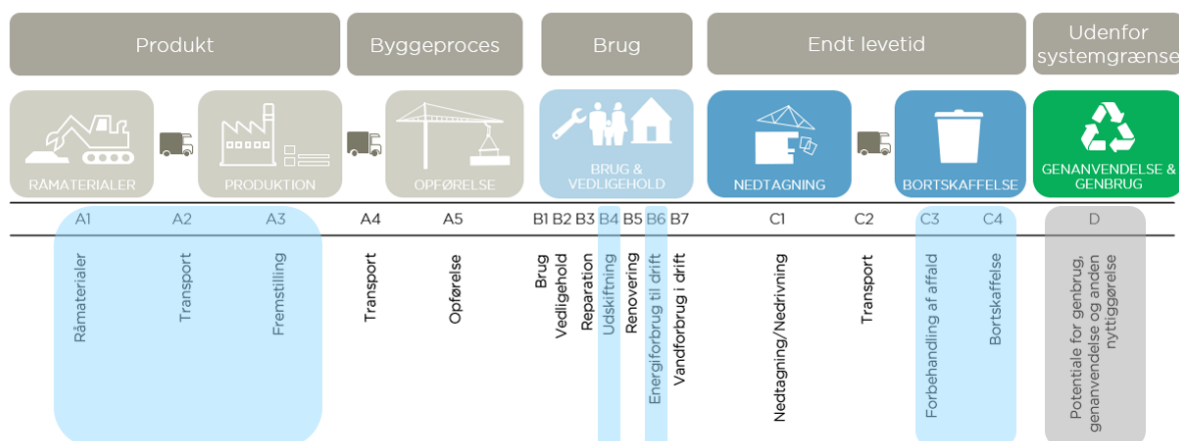 Produkt
Byggeproces
Brug
Endt levetid
Udenfor
systemgrænse
RÅMATERIALER
PRODUKTION
OPFØRELSE
BRUG &
VEDLIGEHOLD
NEDTAGNING
BORTSKAFFELSE
GENANVENDELSE &
GENBRUG
A1 A2 A3 A4 A5 B1 B2 B3 B4 B5 B6 B7 C1 C2 C3 C4 D
Råmaterialer
Transport
Fremstilling
Transport
Opførelse
Brug
Vedligehold
Reparation
Udskiftning
Renovering
Energiforbrug til drift
Vandforbrug i drift
Nedtagning/Nedrivning
Transport
Forbehandling af affald
Bortskaffelse
Potentiale for genbrug,
genanvendelse og anden
nyttiggørelse